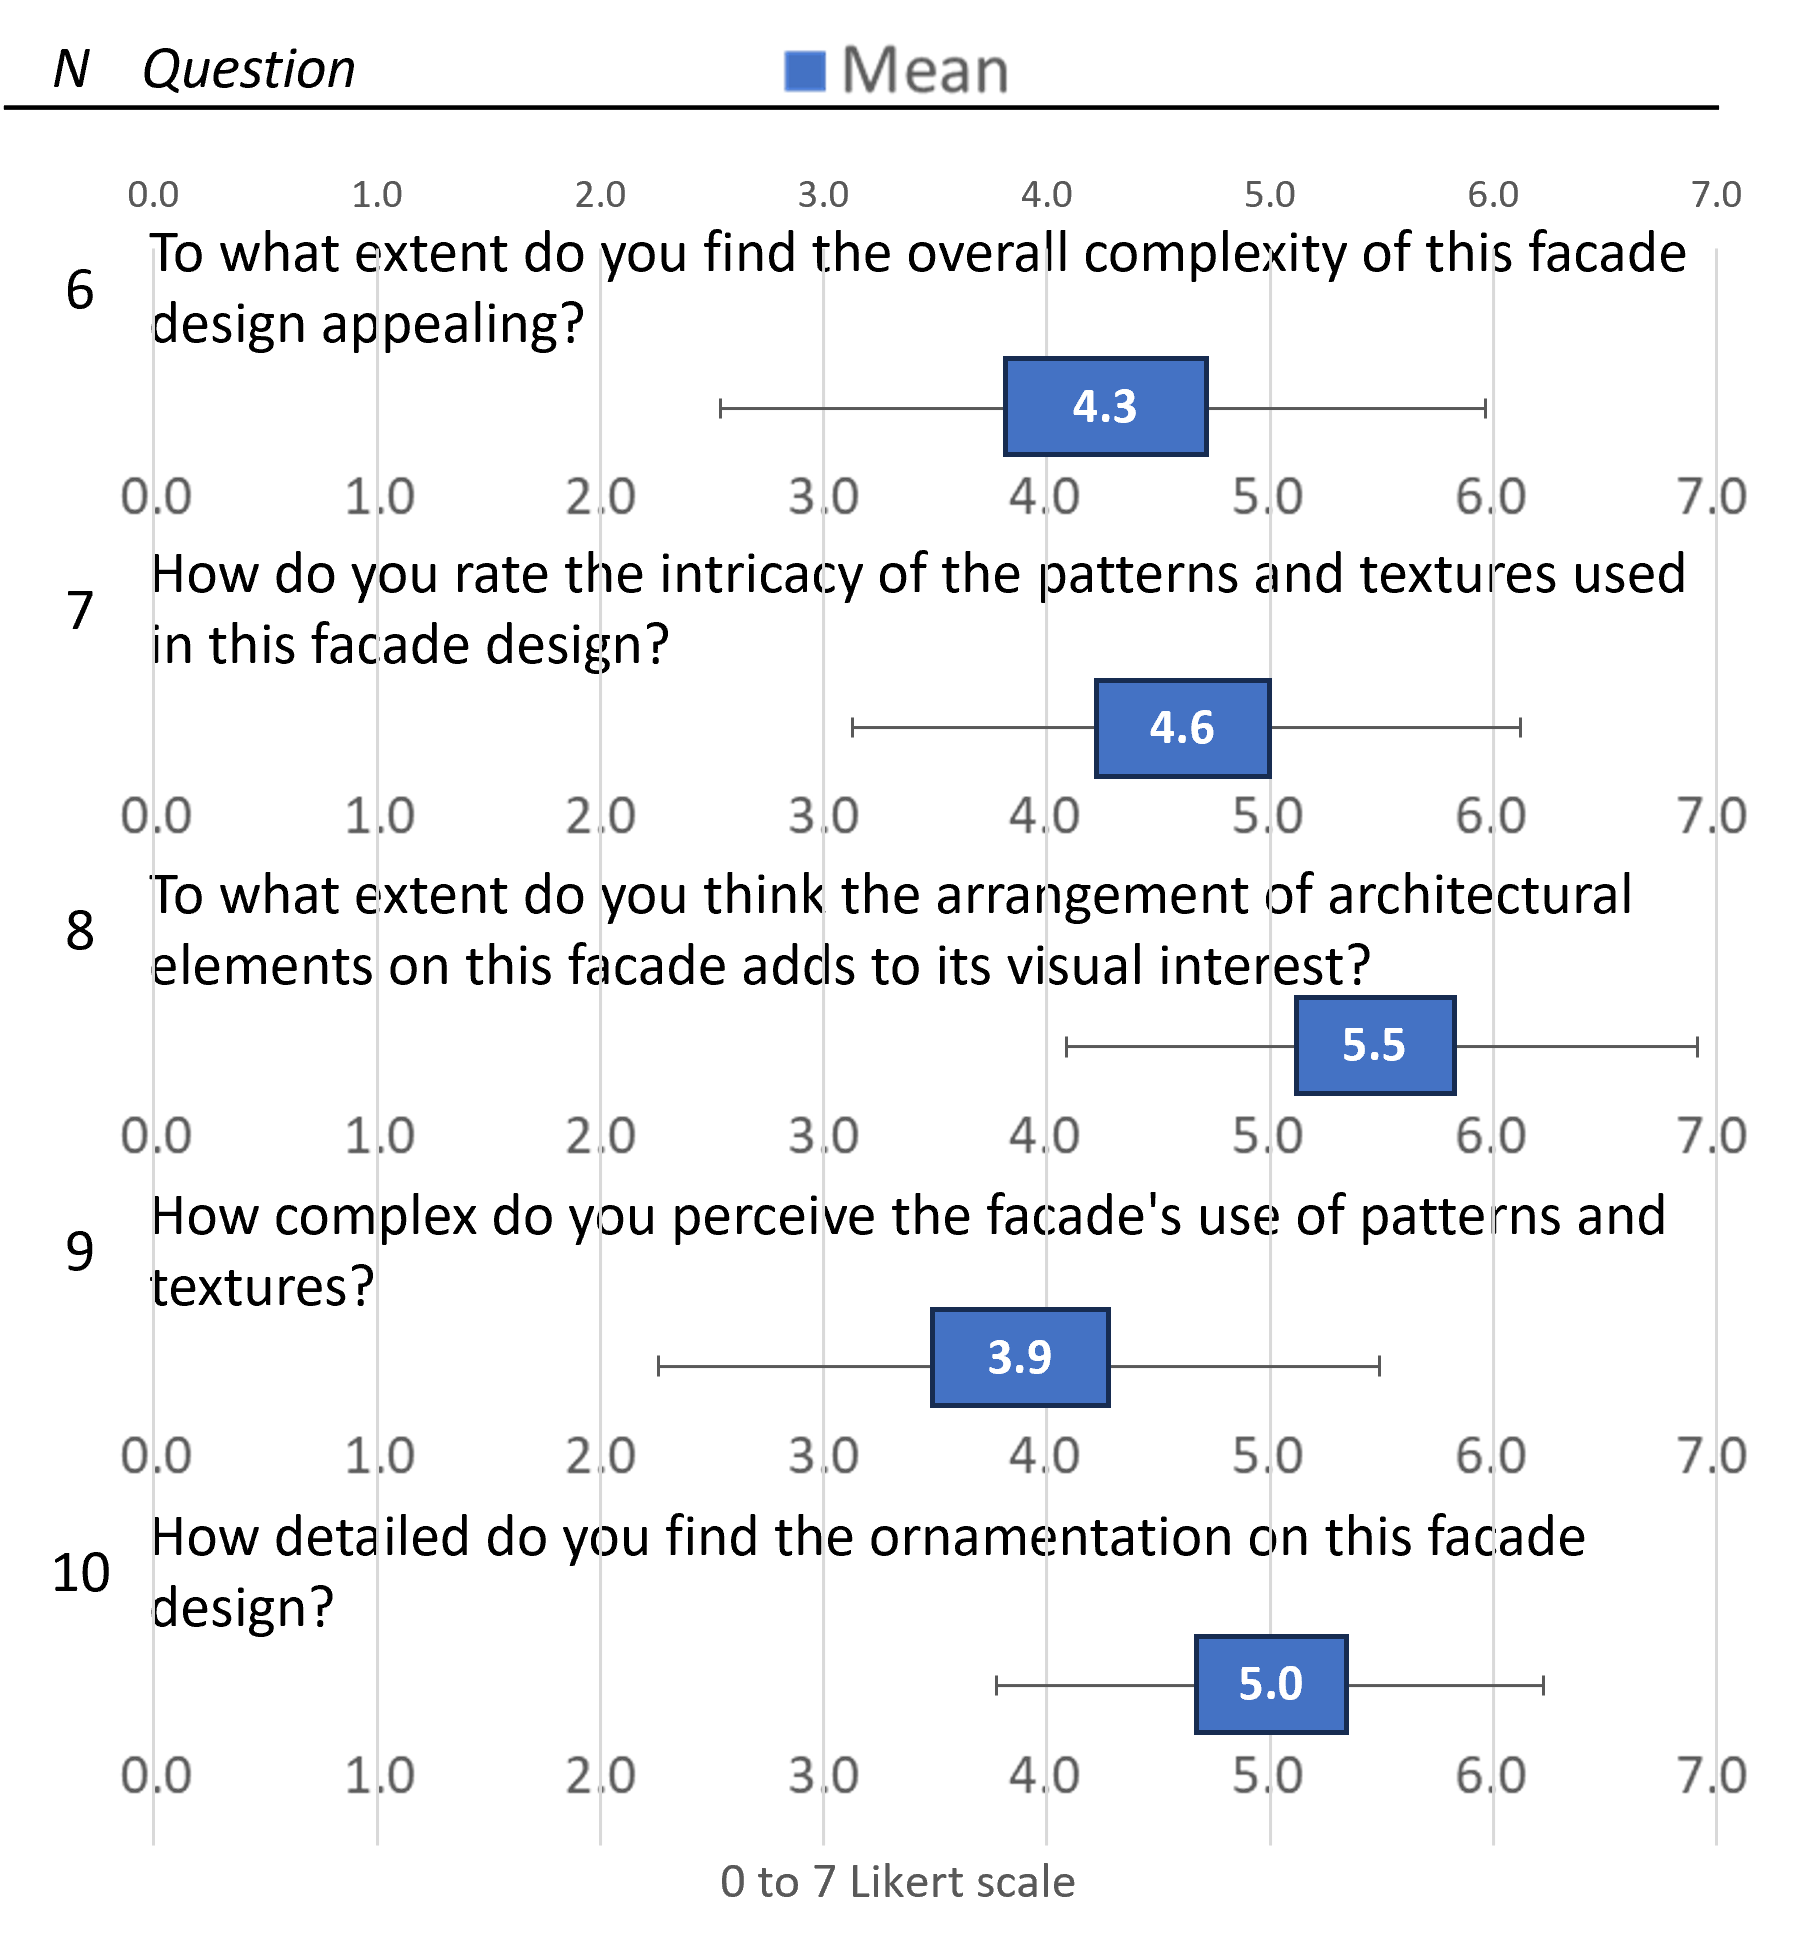 N Question Mean
0.0 1.0 2.0 3.0 4.0 5.0 6.0 7.0
6 To what extent do you find the overall complexity of this facade
design appealing?
4.3
0.0 1.0 2.0 3.0 4.0 5.0 6.0 7.0
7 How do you rate the intricacy of the patterns and textures used
in this facade design?
4.6
0.0 1.0 2.0 3.0 4.0 5.0 6.0 7.0
8 To what extent do you think the arrangement of architectural
elements on this facade adds to its visual interest?
5.5
0.0 1.0 2.0 3.0 4.0 5.0 6.0 7.0
9 How complex do you perceive the facade's use of patterns and
textures?
3.9
0.0 1.0 2.0 3.0 4.0 5.0 6.0 7.0
10 How detailed do you find the ornamentation on this facade
design?
5.0
0.0 1.0 2.0 3.0 4.0 5.0 6.0 7.0
0 to 7 Likert scale